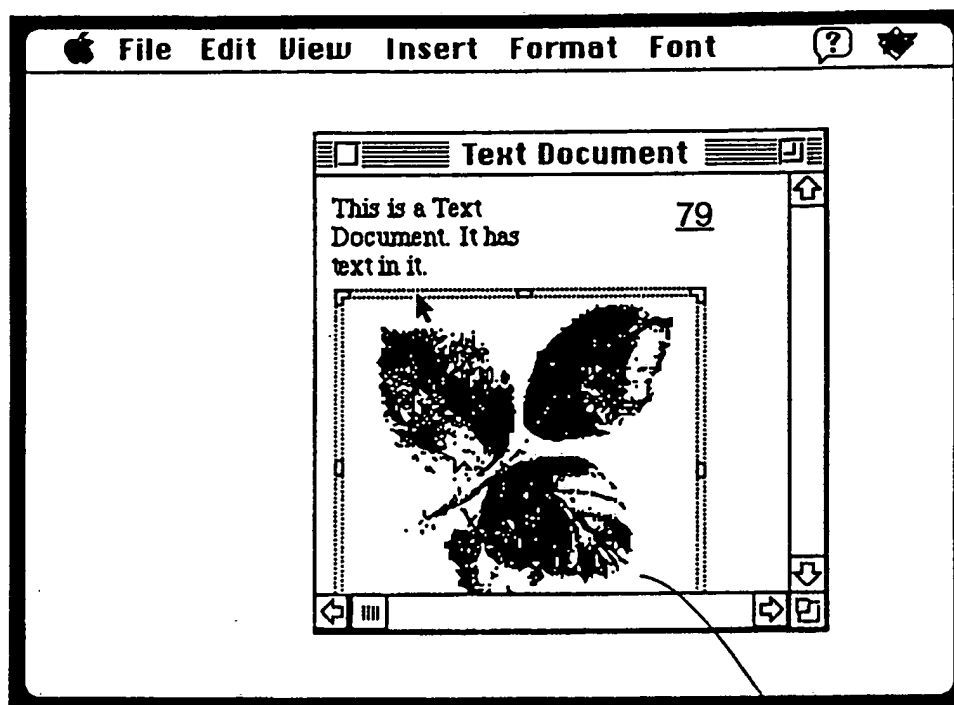 File Edit View Insert Format Font ?
Text Document
This is a Text
Document. It has
text in it.
79